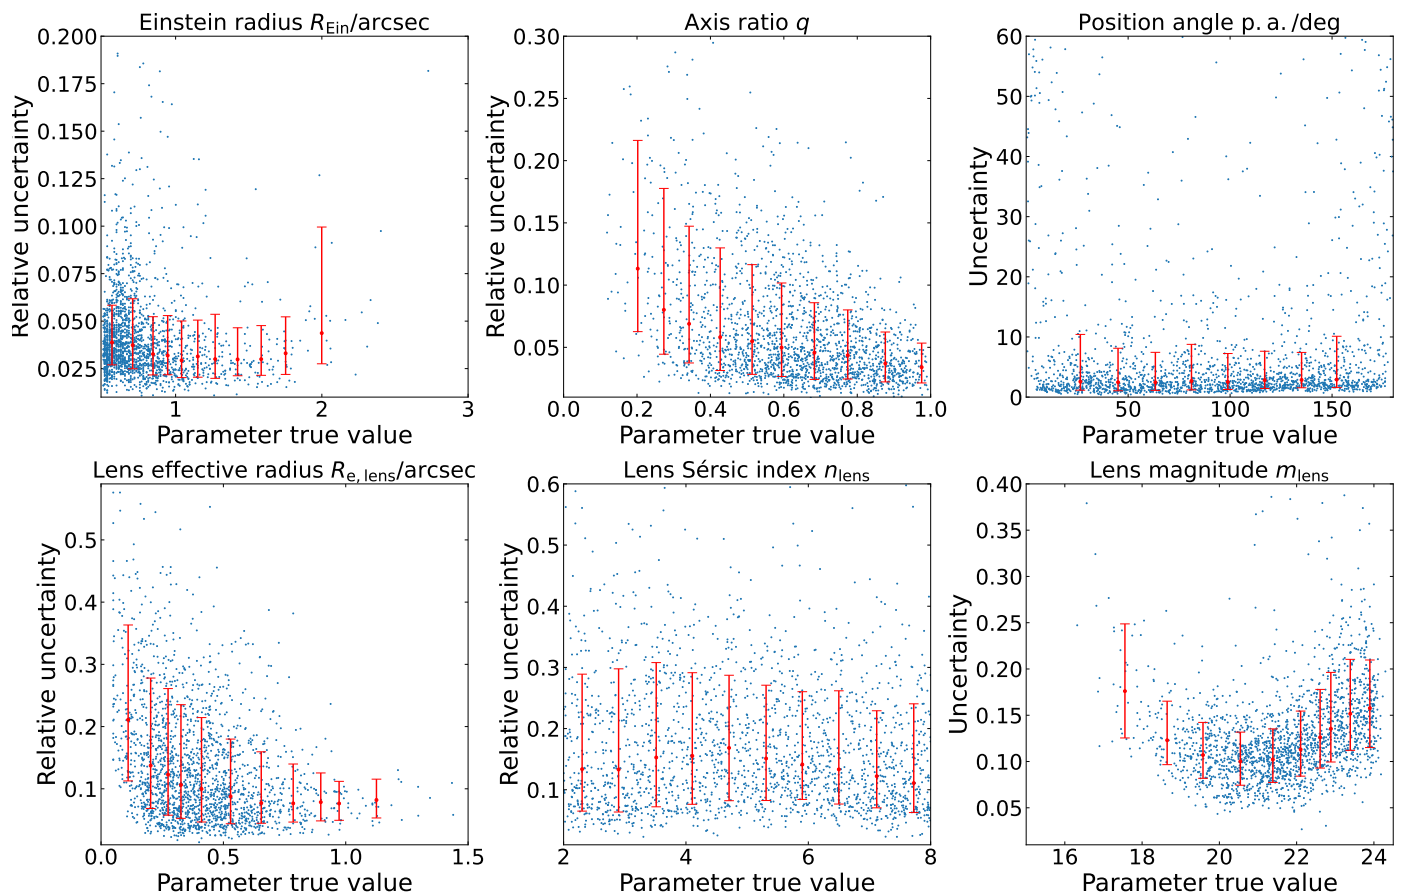 Einstein radius R_Ein/arcsec
Axis ratio q
Position angle p. a. /deg
Relative uncertainty
0.200
0.175
0.150
0.125
0.100
0.075
0.050
0.025
1 2 3
Parameter true value
Relative uncertainty
0.30
0.25
0.20
0.15
0.10
0.05
0.0 0.2 0.4 0.6 0.8 1.0
Parameter true value
Uncertainty
60
50
40
30
20
10
0
50 100 150
Parameter true value
Lens effective radius R_e, lens/arcsec
Lens Sérsic index n_lens
Lens magnitude m_lens
Relative uncertainty
0.5
0.4
0.3
0.2
0.1
0.0 0.5 1.0 1.5
Parameter true value
Relative uncertainty
0.6
0.5
0.4
0.3
0.2
0.1
2 4 6 8
Parameter true value
Uncertainty
0.40
0.35
0.30
0.25
0.20
0.15
0.10
0.05
16 18 20 22 24
Parameter true value